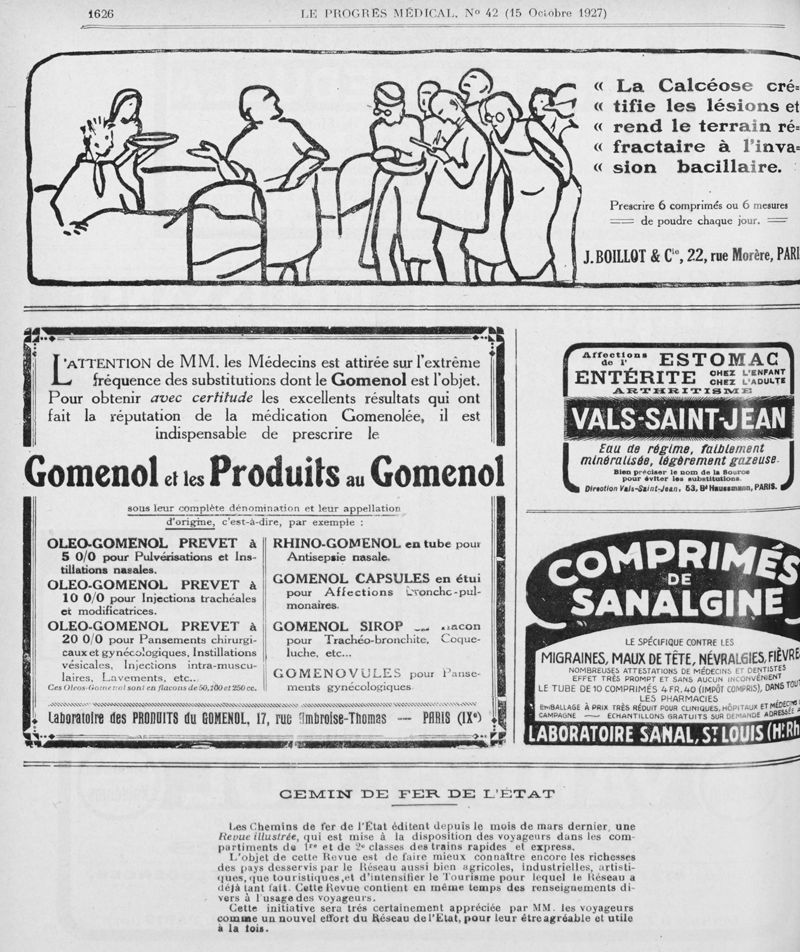 1626
LE PROGRÈS MÉDICAL, Nº 42 (15 Octobre 1927)
« La Calcéose cré=
« tifie les lésions et
« rend le terrain ré=
« fractaire à l'inva=
« sion bacillaire.
Prescrire 6 comprimés ou 6 mesures
de poudre chaque jour.
J. BOILLOT & Cie, 22, rue Morère, PARI
L'ATTENTION de MM. les Médecins est attirée sur l'extrême
fréquence des substitutions dont le Gomenol est l'objet.
Pour obtenir avec certitude les excellents résultats qui ont
fait la réputation de la médication Gomenolée, il est
indispensable de prescrire le
Gomenol et les Produits au Gomenol
sous leur complète dénomination et leur appellation
d'origine, c'est-à-dire, par exemple :
OLEO-GOMENOL PREVET à
5 0/0 pour Pulvérisations et Ins-
tillations nasales.
OLEO-GOMENOL PREVET à
10 0/0 pour Injections trachéales
et modificatrices.
OLEO-GOMENOL PREVET à
20 0/0 pour Pansements chirurgi-
caux et gynécologiques, Instillations
vésicales, Injections intra-muscu-
laires, Lavements, etc..
Ces Oleos-Gomenol sont en flacons de 50, 100 et 250 cc.
RHINO-GOMENOL en tube pour
Antisepsie nasale.
GOMENOL CAPSULES en étui
pour Affections broncho-pul-
monaires.
GOMENOL SIROP flacon
pour Trachéo-bronchite, Coque-
luche, etc...
GOMENOVULES pour Panse-
ments gynécologiques
Laboratoire des PRODUITS du GOMENOL, 17, rue Ambroise-Thomas — PARIS (IXe)
Affections de l' ESTOMAC
ENTÉRITE CHEZ L'ENFANT CHEZ L'ADULTE
ARTHRITISME
VALS-SAINT-JEAN
Eau de régime, faiblement
minéralisée, légèrement gazeuse.
Bien préciser le nom de la Source
pour éviter les substitutions.
Direction Vals-Saint-Jean, 53, Bd Haussmann, PARIS.
COMPRIMÉS
DE
SANALGINE
LE SPÉCIFIQUE CONTRE LES
MIGRAINES, MAUX DE TÊTE, NÉVRALGIES, FIÈVRE
NOMBREUSES ATTESTATIONS DE MÉDECINS ET DENTISTES
EFFET TRÈS PROMPT ET SANS AUCUN INCONVÉNIENT
LE TUBE DE 10 COMPRIMÉS 4 FR. 40 (IMPÔT COMPRIS), DANS TOUT
LES PHARMACIES
EMBALLAGE À PRIX TRÈS RÉDUIT POUR CLINIQUES, HÔPITAUX ET MÉDECINS
CAMPAGNE — ECHANTILLONS GRATUITS SUR DEMANDE ADRESSÉE
LABORATOIRE SANAL, ST LOUIS (Ht Rh
CEMIN DE FER DE L'ÉTAT
Les Chemins de fer de l'État éditent depuis le mois de mars dernier, une
Revue illustrée, qui est mise à la disposition des voyageurs dans les com-
partiments de 1re et de 2e classes des trains rapides et express.
L'objet de cette Revue est de faire mieux connaître encore les richesses
des pays desservis par le Réseau aussi bien agricoles, industrielles, artisti-
ques, que touristiques, et d'intensifier le Tourisme pour lequel le Réseau a
déjà tant fait. Cette Revue contient en même temps des renseignements di-
vers à l'usage des voyageurs.
Cette initiative sera très certainement appréciée par MM. les voyageurs
comme un nouvel effort du Réseau de l'Etat, pour leur être agréable et utile
à la fois.